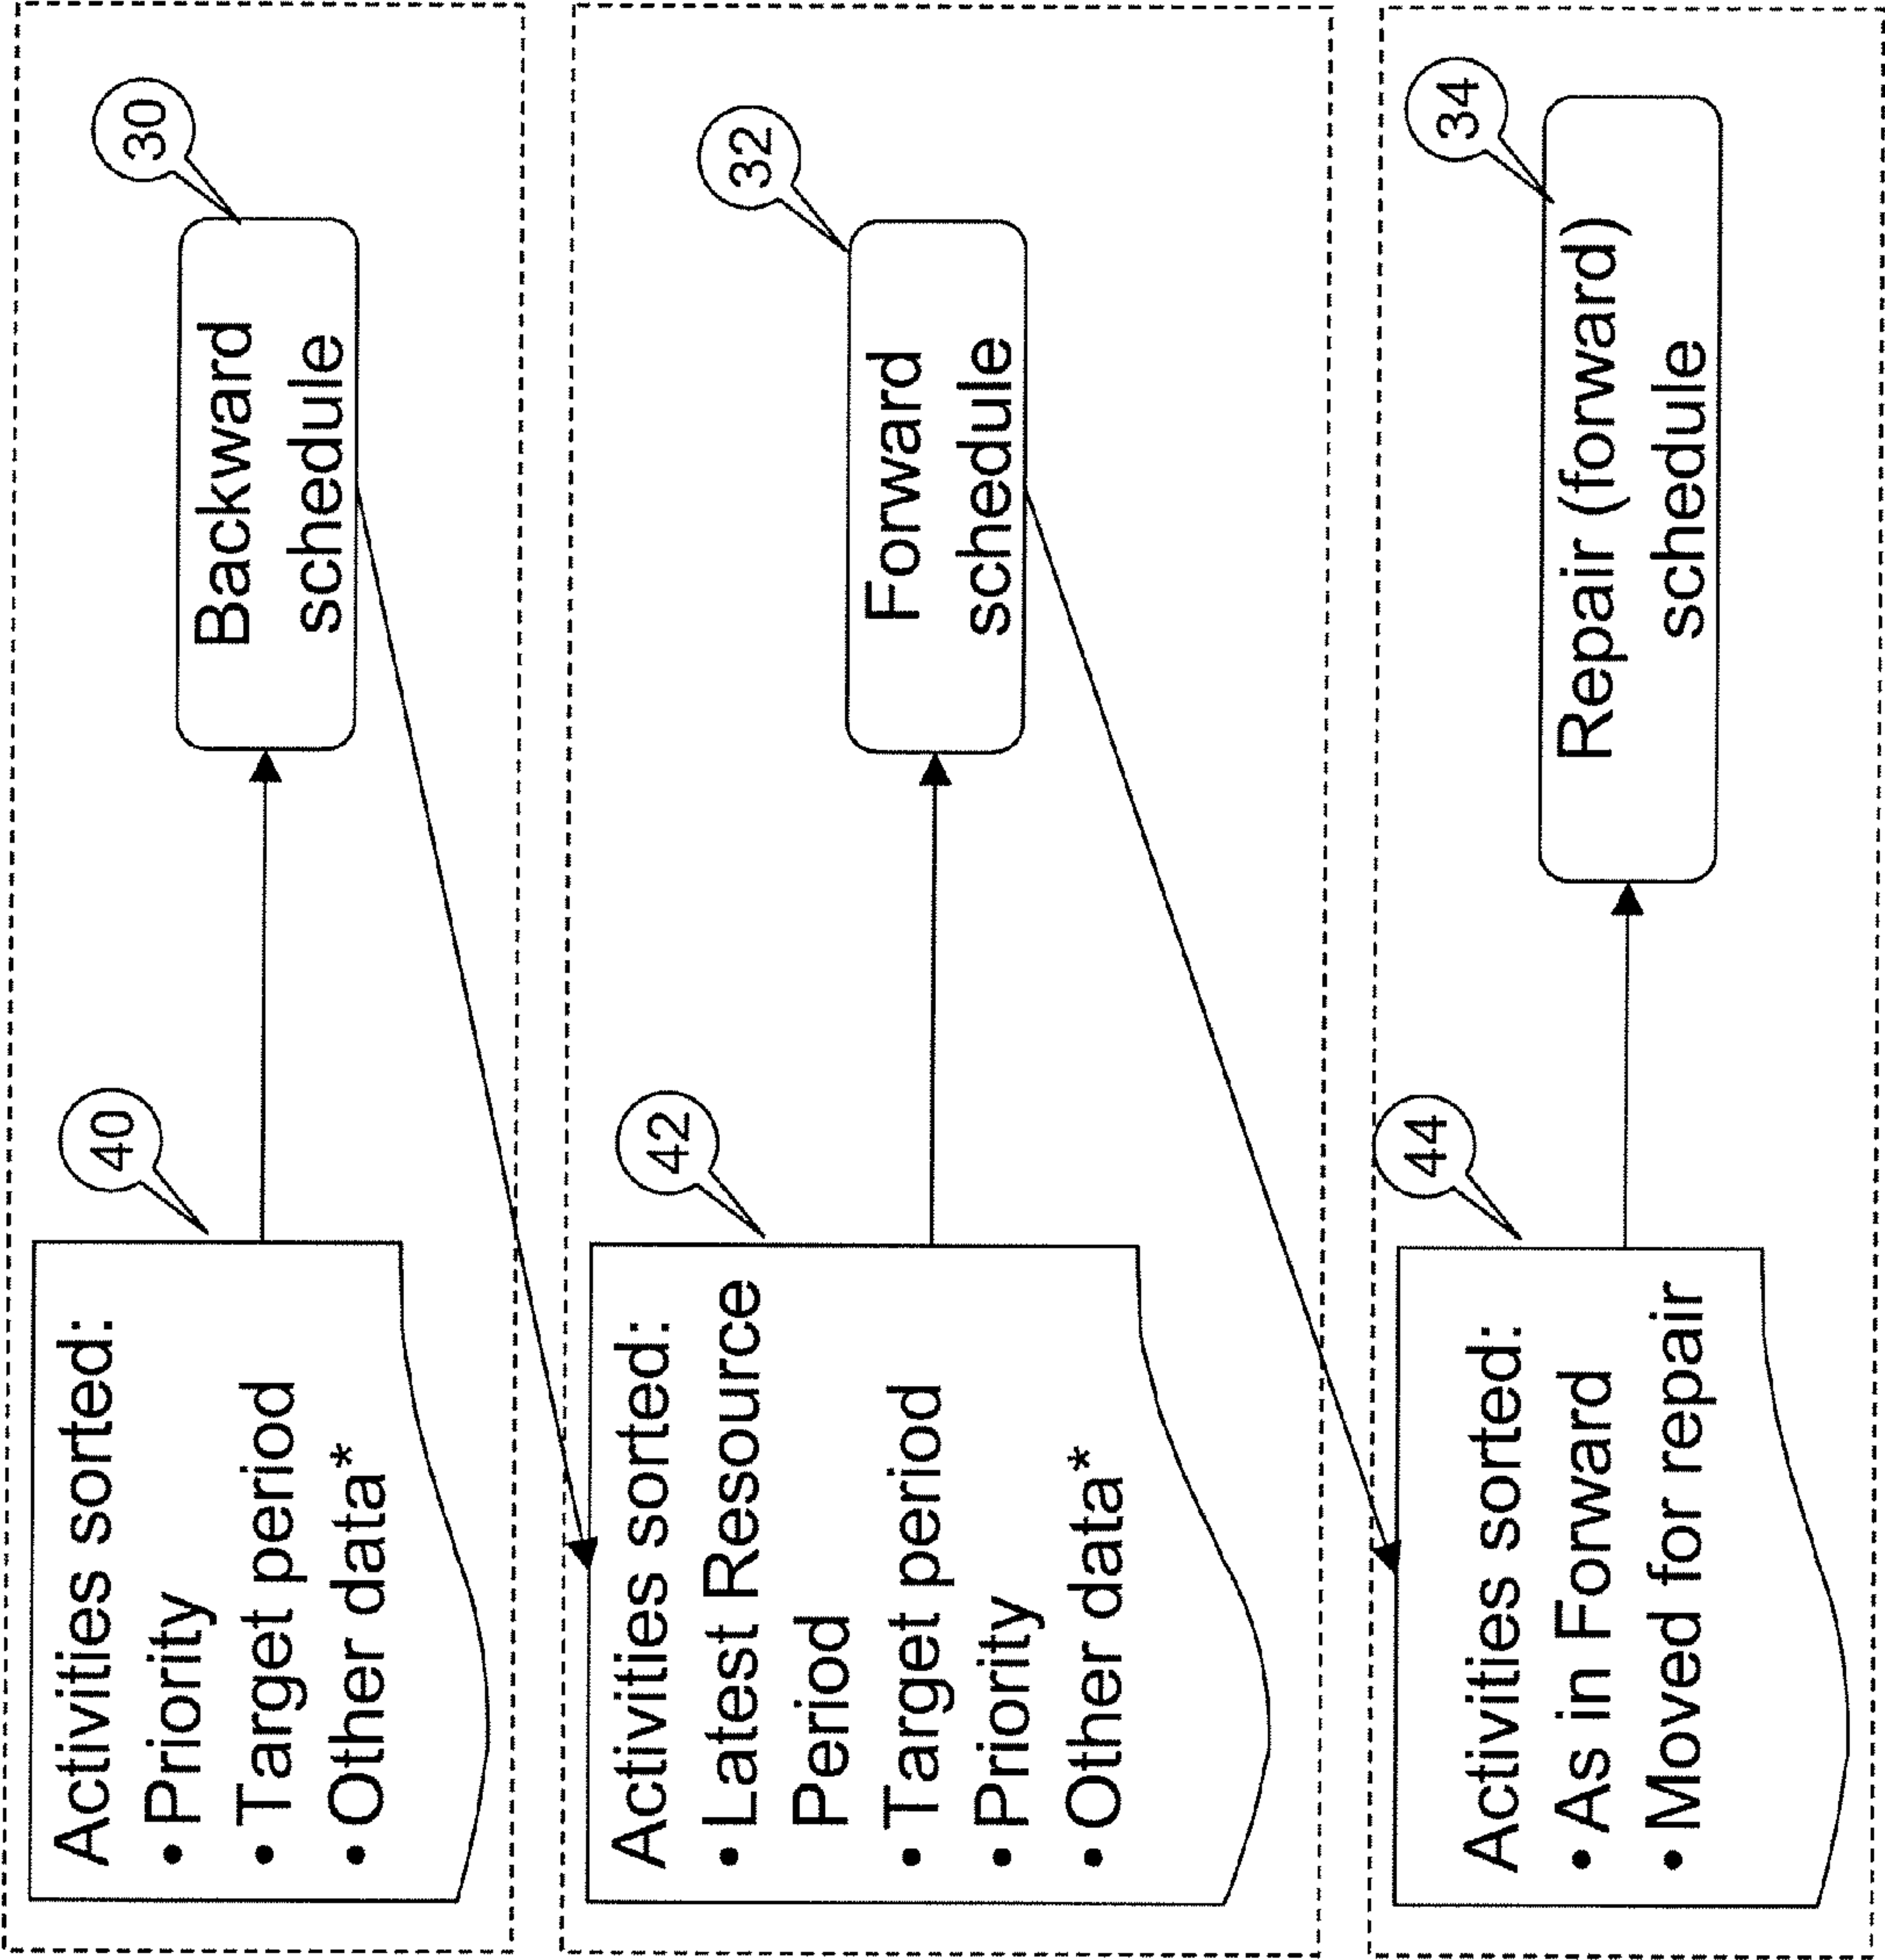 40
Activities sorted:
• Priority
• Target period
• Other data*
30
Backward
schedule
42
Activities sorted:
• Latest Resource
Period
• Target period
• Priority
• Other data*
32
Forward
schedule
44
Activities sorted:
• As in Forward
• Moved for repair
34
Repair (forward)
schedule